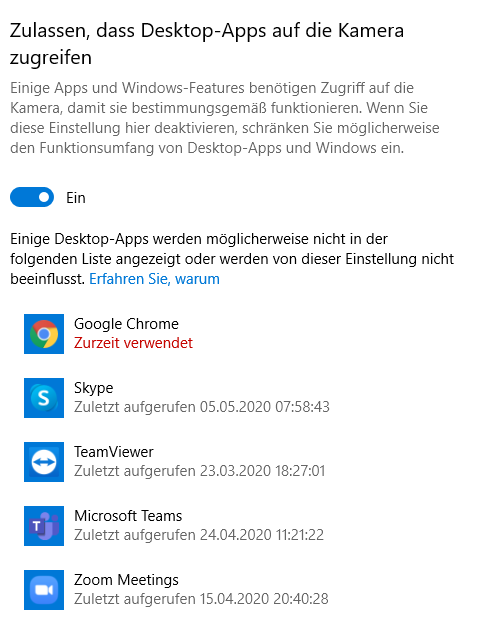 Zulassen, dass Desktop-Apps auf die Kamera
zugreifen
Einige Apps und Windows-Features benötigen Zugriff auf die
Kamera, damit sie bestimmungsgemäß funktionieren. Wenn Sie
diese Einstellung hier deaktivieren, schränken Sie möglicherweise
den Funktionsumfang von Desktop-Apps und Windows ein.
Ein
Einige Desktop-Apps werden möglicherweise nicht in der
folgenden Liste angezeigt oder werden von dieser Einstellung nicht
beeinflusst. Erfahren Sie, warum
Google Chrome
Zurzeit verwendet
Skype
Zuletzt aufgerufen 05.05.2020 07:58:43
TeamViewer
Zuletzt aufgerufen 23.03.2020 18:27:01
Microsoft Teams
Zuletzt aufgerufen 24.04.2020 11:21:22
Zoom Meetings
Zuletzt aufgerufen 15.04.2020 20:40:28